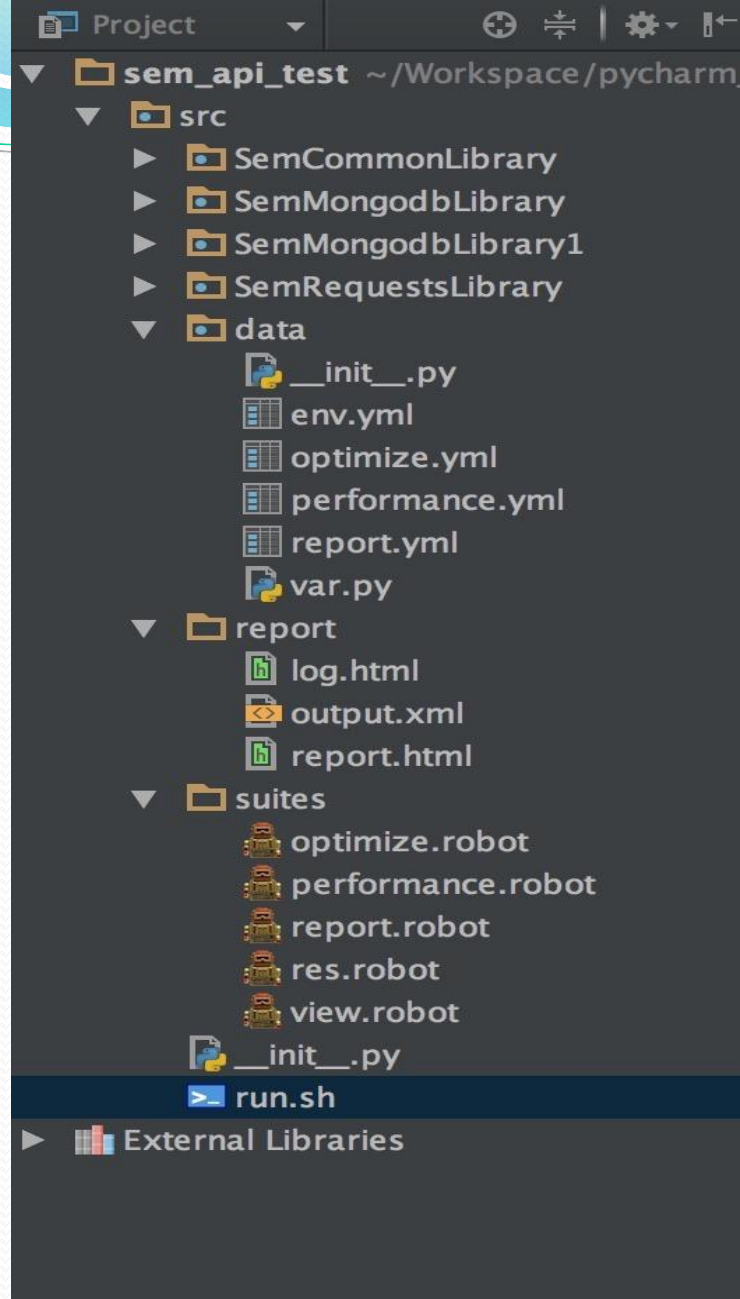 Project
sem_api_test ~/Workspace/pycharm_
src
SemCommonLibrary
SemMongodbLibrary
SemMongodbLibrary1
SemRequestsLibrary
data
__init__.py
env.yml
optimize.yml
performance.yml
report.yml
var.py
report
log.html
output.xml
report.html
suites
optimize.robot
performance.robot
report.robot
res.robot
view.robot
__init__.py
run.sh
External Libraries